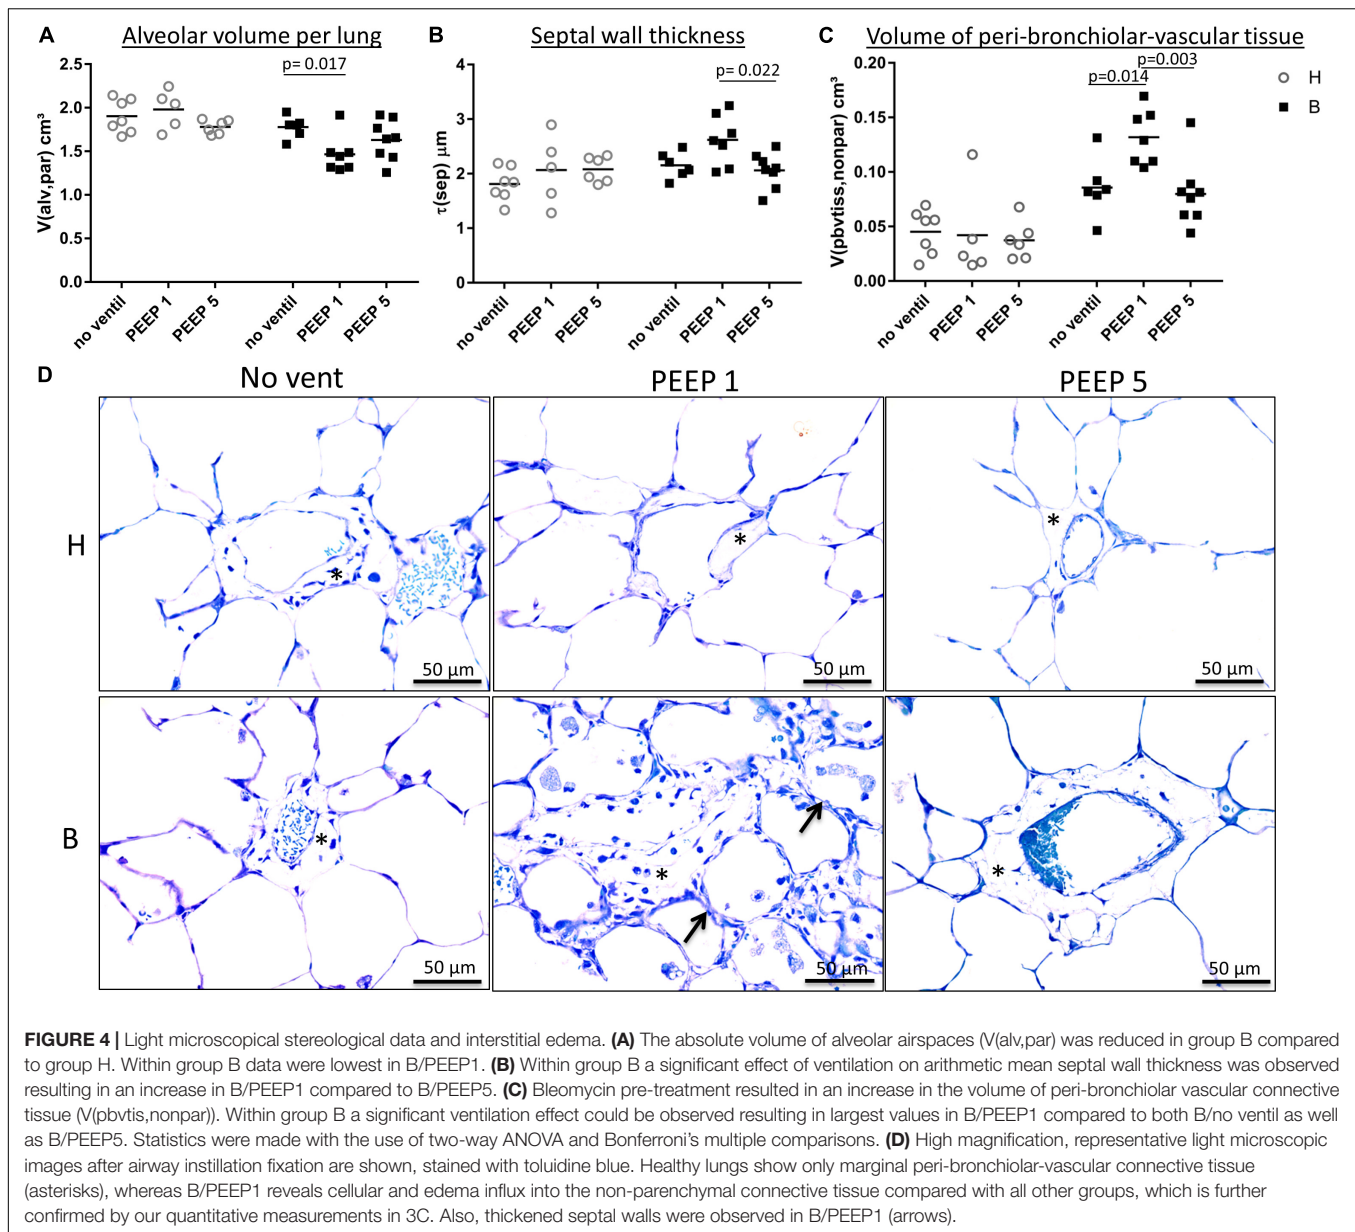 A
Alveolar volume per lung
V(alv,par) cm³
2.5
2.0
1.5
1.0
0.5
0.0
p= 0.017
no ventil
PEEP 1
PEEP 5
no ventil
PEEP 1
PEEP 5
B
Septal wall thickness
τ(sep) μm
4
3
2
1
0
p= 0.022
no ventil
PEEP 1
PEEP 5
no ventil
PEEP 1
PEEP 5
C
Volume of peri-bronchiolar-vascular tissue
V(pbvtiss,nonpar) cm³
0.20
0.15
0.10
0.05
0.00
p=0.014
p=0.003
no ventil
PEEP 1
PEEP 5
no ventil
PEEP 1
PEEP 5
H
B
D
No vent
PEEP 1
PEEP 5
H
*
50 μm
*
50 μm
*
50 μm
B
*
50 μm
*
50 μm
*
50 μm
FIGURE 4 | Light microscopical stereological data and interstitial edema. (A) The absolute volume of alveolar airspaces (V(alv,par) was reduced in group B compared
to group H. Within group B data were lowest in B/PEEP1. (B) Within group B a significant effect of ventilation on arithmetic mean septal wall thickness was observed
resulting in an increase in B/PEEP1 compared to B/PEEP5. (C) Bleomycin pre-treatment resulted in an increase in the volume of peri-bronchiolar vascular connective
tissue (V(pbvtis,nonpar)). Within group B a significant ventilation effect could be observed resulting in largest values in B/PEEP1 compared to both B/no ventil as well
as B/PEEP5. Statistics were made with the use of two-way ANOVA and Bonferroni's multiple comparisons. (D) High magnification, representative light microscopic
images after airway instillation fixation are shown, stained with toluidine blue. Healthy lungs show only marginal peri-bronchiolar-vascular connective tissue
(asterisks), whereas B/PEEP1 reveals cellular and edema influx into the non-parenchymal connective tissue compared with all other groups, which is further
confirmed by our quantitative measurements in 3C. Also, thickened septal walls were observed in B/PEEP1 (arrows).